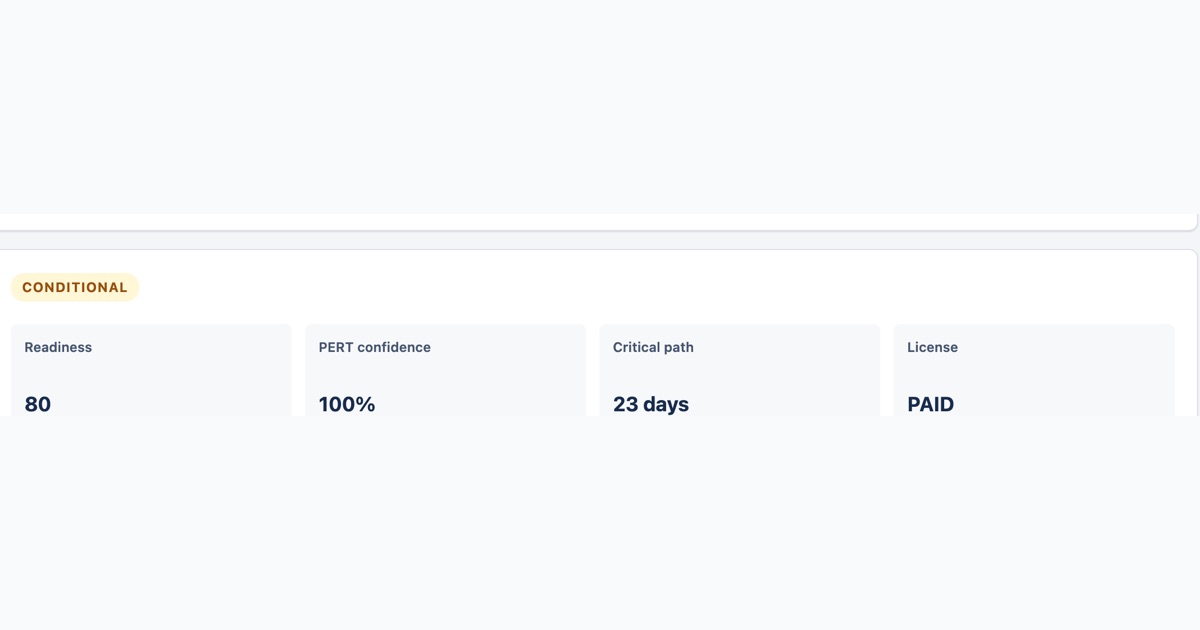 CONDITIONAL
Readiness
PERT confidence
Critical path
License
80
100%
23 days
PAID